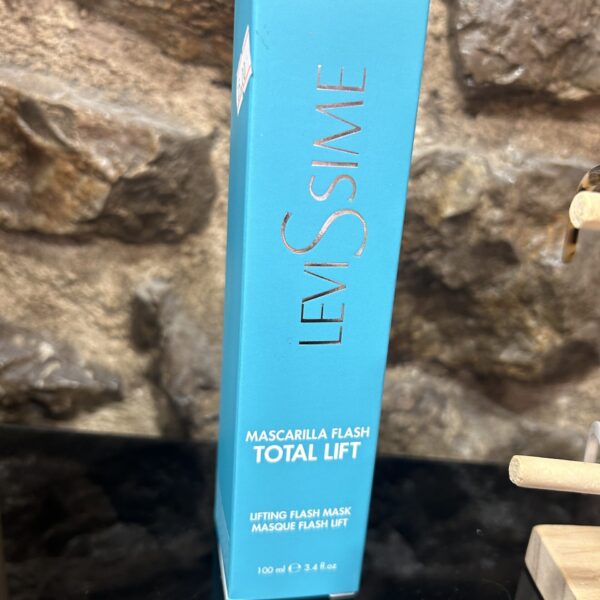 LEVISSIME
MASCARILLA FLASH
TOTAL LIFT
LIFTING FLASH MASK
MASQUE FLASH LIFT
100 ml ℮ 3.4 fl.oz